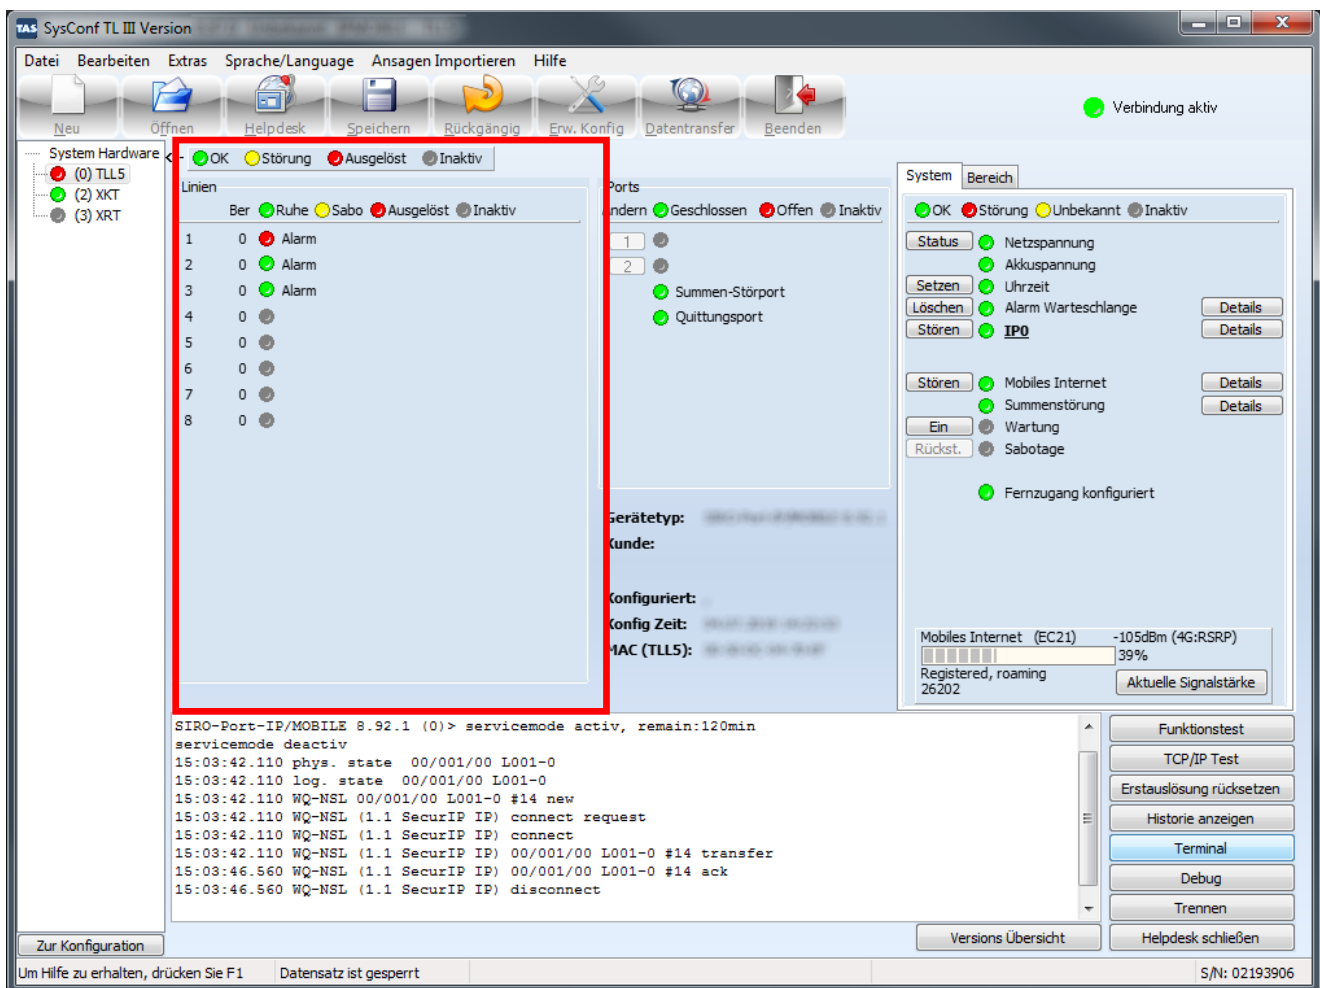 TAS SysConf TL III Version
Datei Bearbeiten Extras Sprache/Language Ansagen Importieren Hilfe
Neu Öffnen Helpdesk Speichern Rückgängig Erw. Konfig Datentransfer Beenden
Verbindung aktiv
System Hardware
(0) TLL5
(2) XKT
(3) XRT
OK Störung Ausgelöst Inaktiv
Linien
Ber Ruhe Sabo Ausgelöst Inaktiv
1 0 Alarm
2 0 Alarm
3 0 Alarm
4 0
5 0
6 0
7 0
8 0
Ports
Geschlossen Offen Inaktiv
1
2
Summen-Störport
Quittungsport
Gerätetyp:
Kunde:
Konfiguriert:
Konfig Zeit:
MAC (TLL5):
System Bereich
OK Störung Unbekannt Inaktiv
Status Netzspannung
Akkuspannung
Setzen Uhrzeit
Löschen Alarm Warteschlange Details
Stören IP0 Details
Stören Mobiles Internet Details
Summenstörung Details
Ein Wartung
Rückst. Sabotage
Fernzugang konfiguriert
Mobiles Internet (EC21) -105dBm (4G:RSRP)
39%
Registered, roaming
26202
Aktuelle Signalstärke
SIRO-Port-IP/MOBILE 8.92.1 (0)> servicemode activ, remain:120min
servicemode deactiv
15:03:42.110 phys. state 00/001/00 L001-0
15:03:42.110 log. state 00/001/00 L001-0
15:03:42.110 WQ-NSL 00/001/00 L001-0 #14 new
15:03:42.110 WQ-NSL (1.1 SecurIP IP) connect request
15:03:42.110 WQ-NSL (1.1 SecurIP IP) connect
15:03:42.110 WQ-NSL (1.1 SecurIP IP) 00/001/00 L001-0 #14 transfer
15:03:46.560 WQ-NSL (1.1 SecurIP IP) 00/001/00 L001-0 #14 ack
15:03:46.560 WQ-NSL (1.1 SecurIP IP) disconnect
Funktionstest
TCP/IP Test
Erstauslösung rücksetzen
Historie anzeigen
Terminal
Debug
Trennen
Zur Konfiguration
Versions Übersicht
Helpdesk schließen
Um Hilfe zu erhalten, drücken Sie F1
Datensatz ist gesperrt
S/N: 02193906